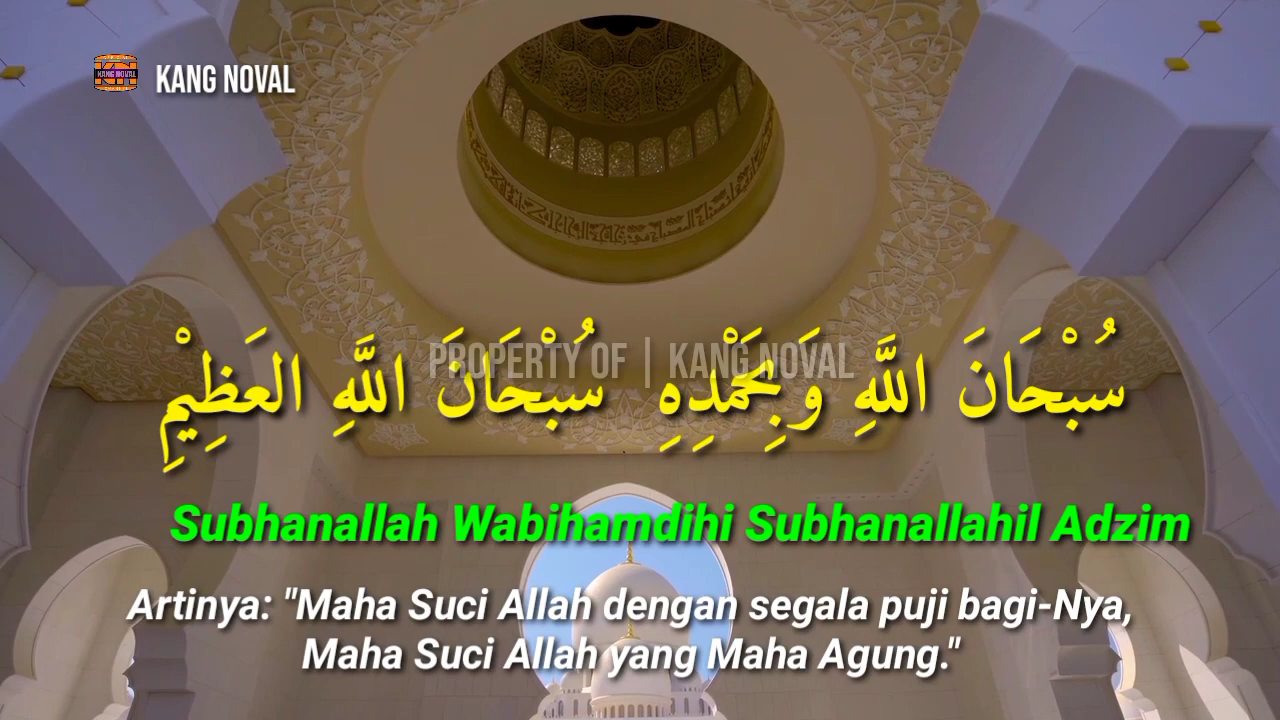 KANG NOVAL
سُبْحَانَ اللَّهِ وَبِحَمْدِهِ سُبْحَانَ اللَّهِ العَظِيْمِ
PROPERTY OF | KANG NOVAL
Subhanallah Wabihamdihi Subhanallahil Adzim
Artinya: "Maha Suci Allah dengan segala puji bagi-Nya,
Maha Suci Allah yang Maha Agung."